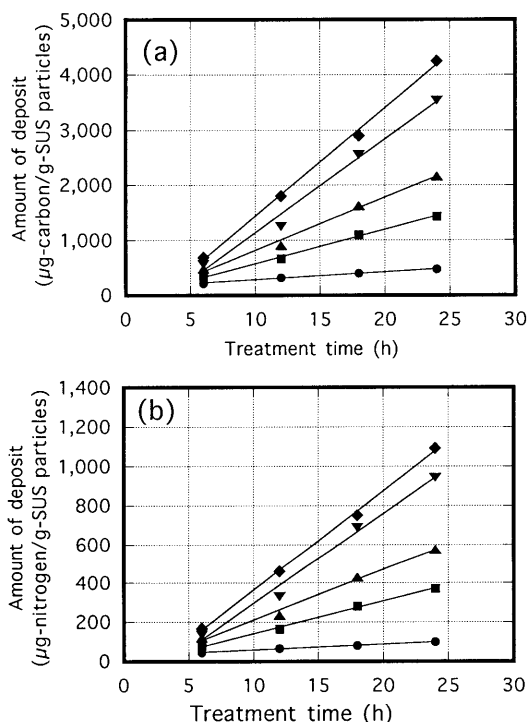 5,000
(a)
4,000
3,000
2,000
1,000
0
Amount of deposit
(µg-carbon/g-SUS particles)
0 5 10 15 20 25 30
Treatment time (h)
1,400
(b)
1,200
1,000
800
600
400
200
0
Amount of deposit
(µg-nitrogen/g-SUS particles)
0 5 10 15 20 25 30
Treatment time (h)